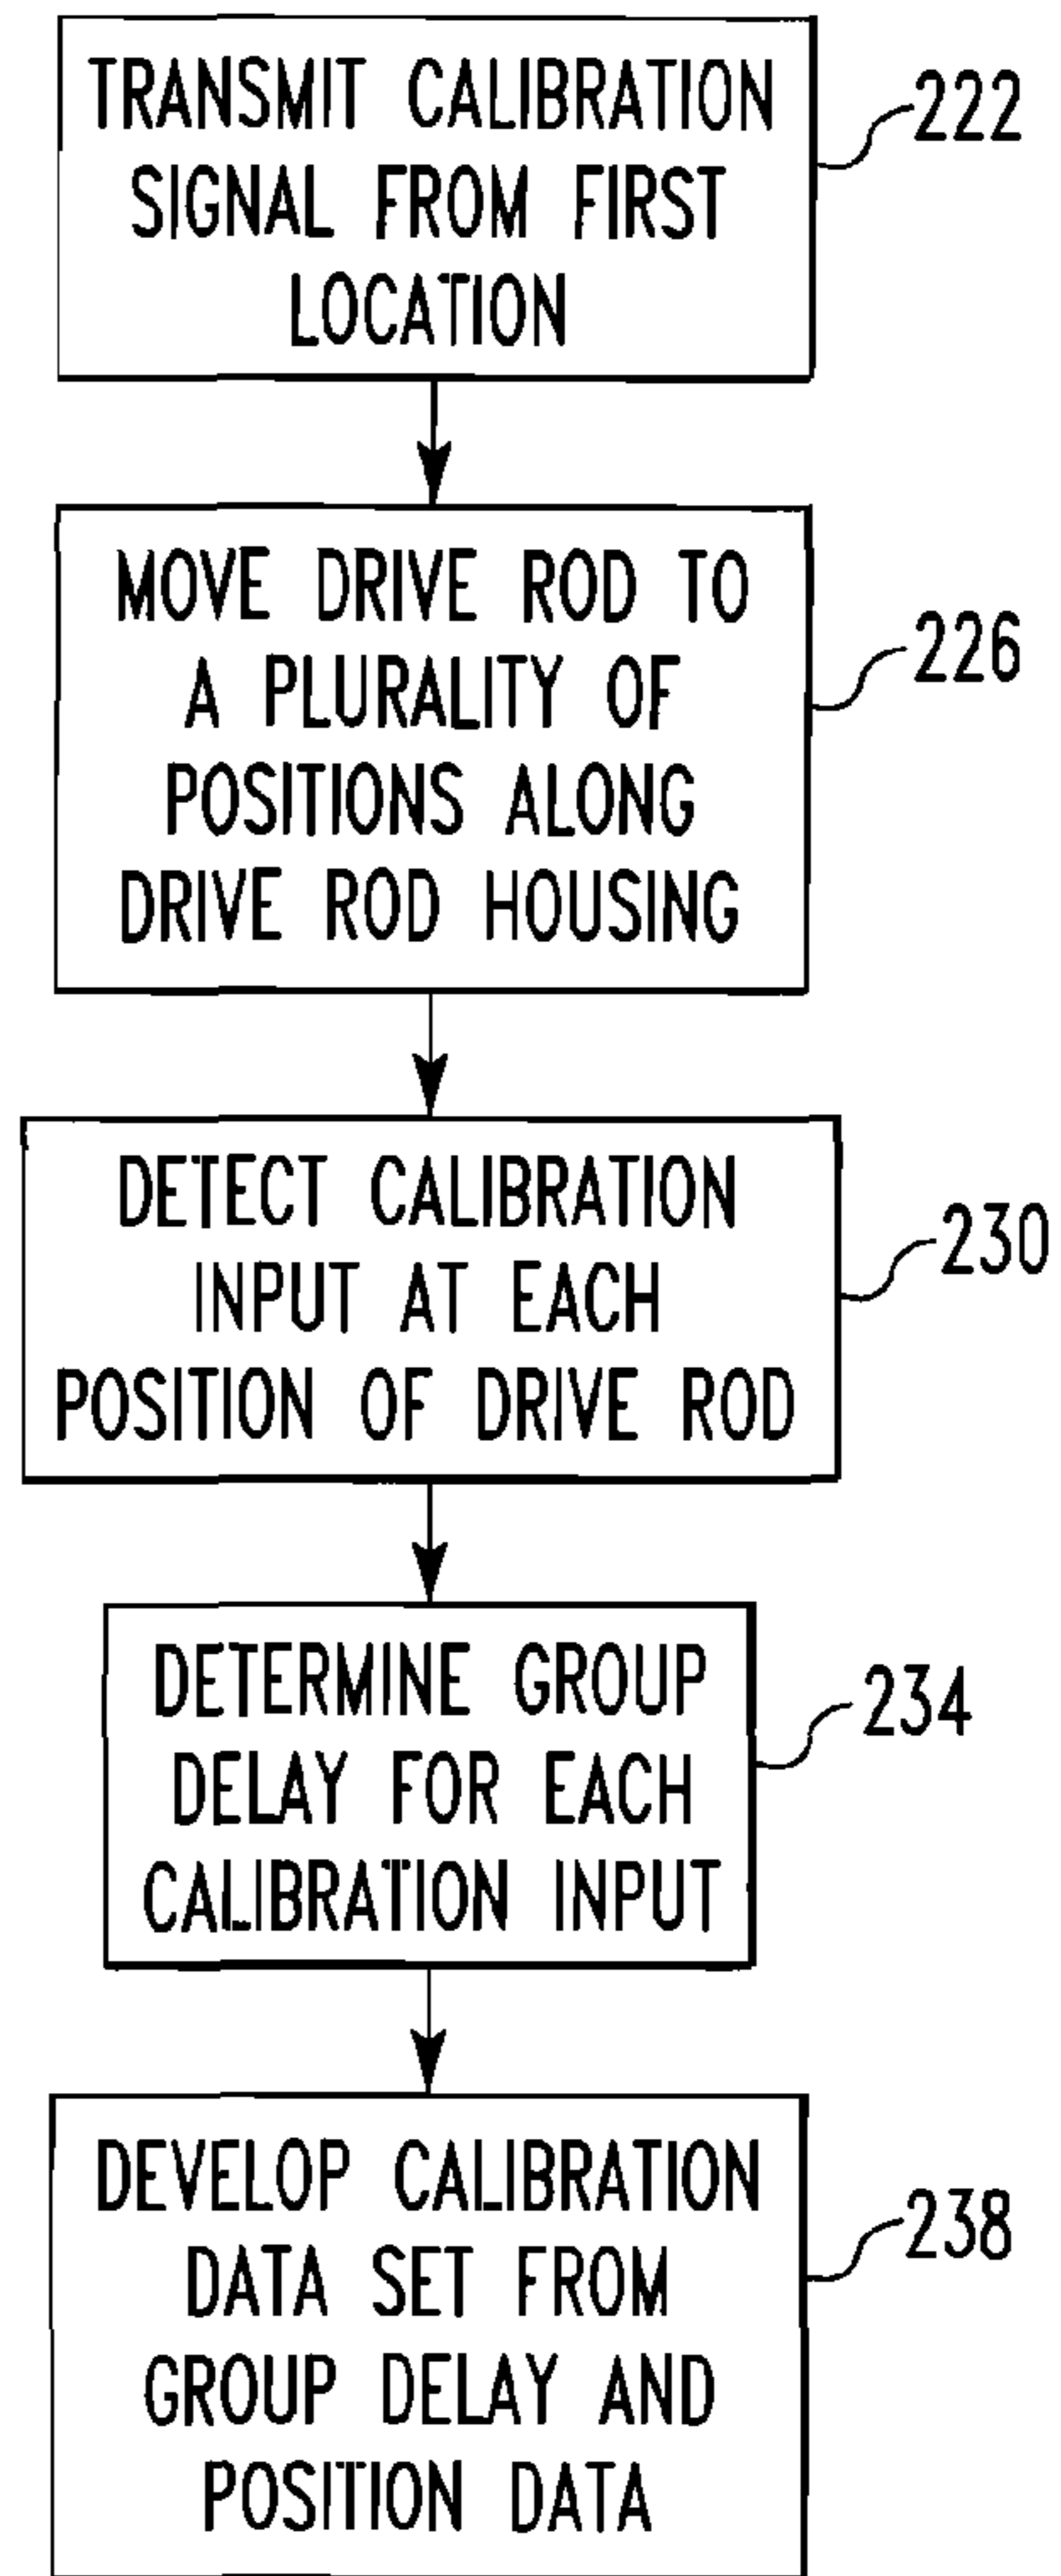 TRANSMIT CALIBRATION
SIGNAL FROM FIRST
LOCATION
222
MOVE DRIVE ROD TO
A PLURALITY OF
POSITIONS ALONG
DRIVE ROD HOUSING
226
DETECT CALIBRATION
INPUT AT EACH
POSITION OF DRIVE ROD
230
DETERMINE GROUP
DELAY FOR EACH
CALIBRATION INPUT
234
DEVELOP CALIBRATION
DATA SET FROM
GROUP DELAY AND
POSITION DATA
238